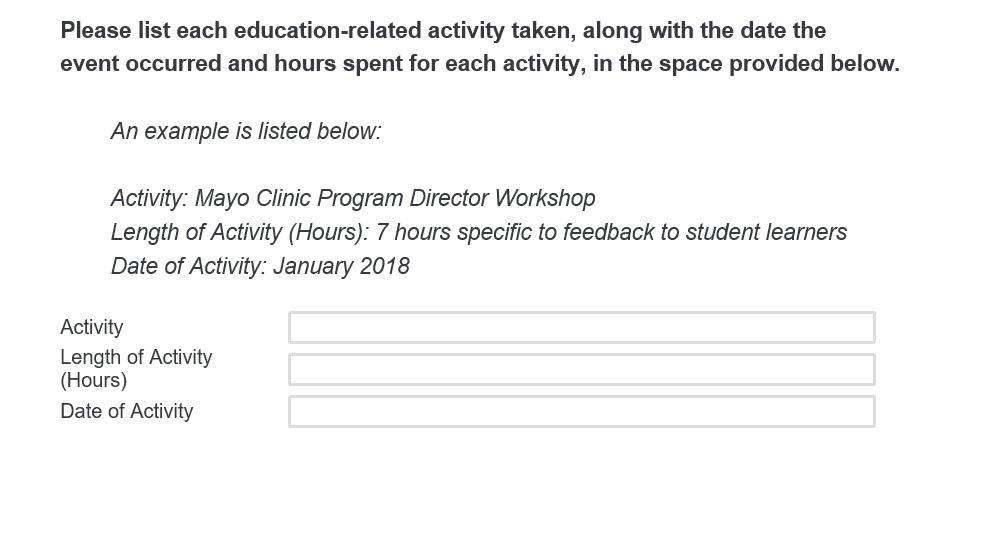 Please list each education-related activity taken, along with the date the
event occurred and hours spent for each activity, in the space provided below.
An example is listed below:
Activity: Mayo Clinic Program Director Workshop
Length of Activity (Hours): 7 hours specific to feedback to student learners
Date of Activity: January 2018
Activity
Length of Activity
(Hours)
Date of Activity